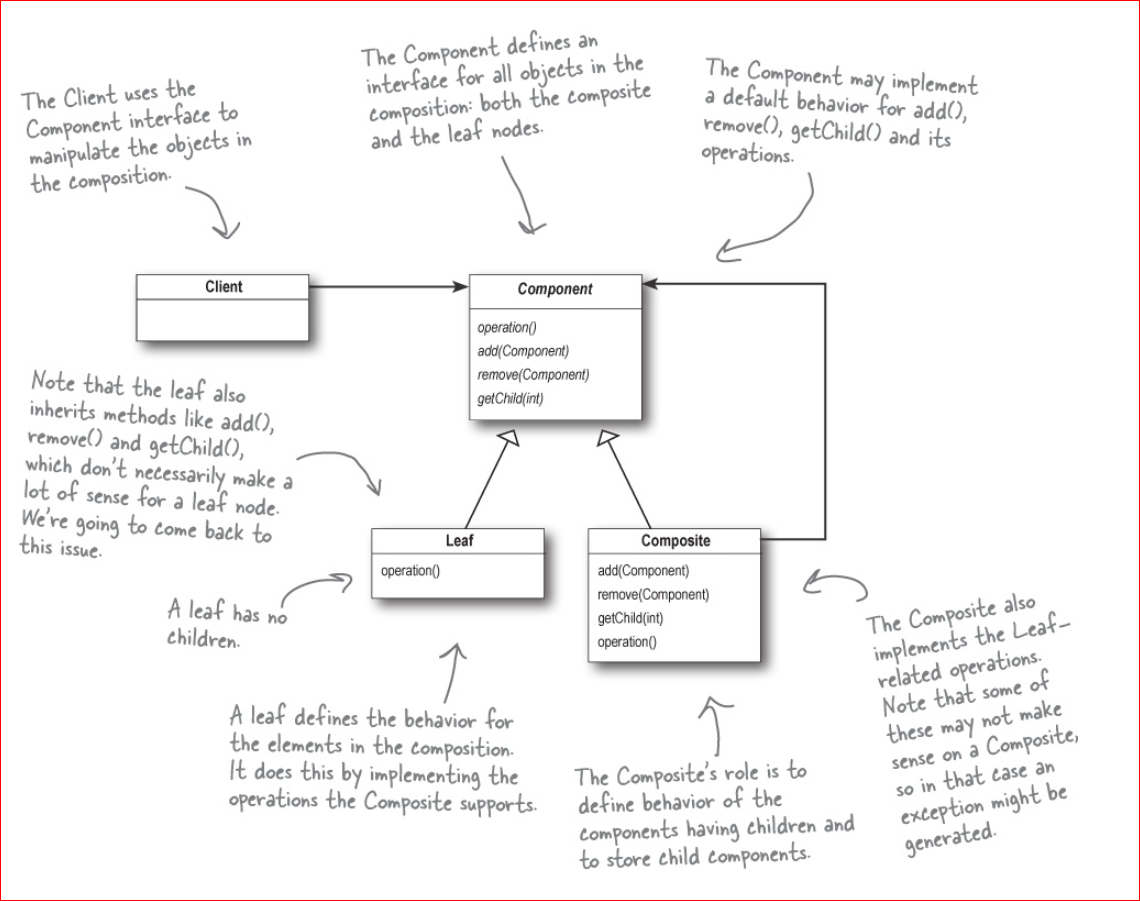 The Client uses the
Component interface to
manipulate the objects in
the composition.
The Component defines an
interface for all objects in the
composition: both the composite
and the leaf nodes.
The Component may implement
a default behavior for add(),
remove(), getChild() and its
operations.
Client
Component
operation()
add(Component)
remove(Component)
getChild(int)
Note that the leaf also
inherits methods like add(),
remove() and getChild(),
which don't necessarily make a
lot of sense for a leaf node.
We're going to come back to
this issue.
Leaf
operation()
Composite
add(Component)
remove(Component)
getChild(int)
operation()
A leaf has no
children.
A leaf defines the behavior for
the elements in the composition.
It does this by implementing the
operations the Composite supports.
The Composite's role is to
define behavior of the
components having children and
to store child components.
The Composite also
implements the Leaf-
related operations.
Note that some of
these may not make
sense on a Composite,
so in that case an
exception might be
generated.